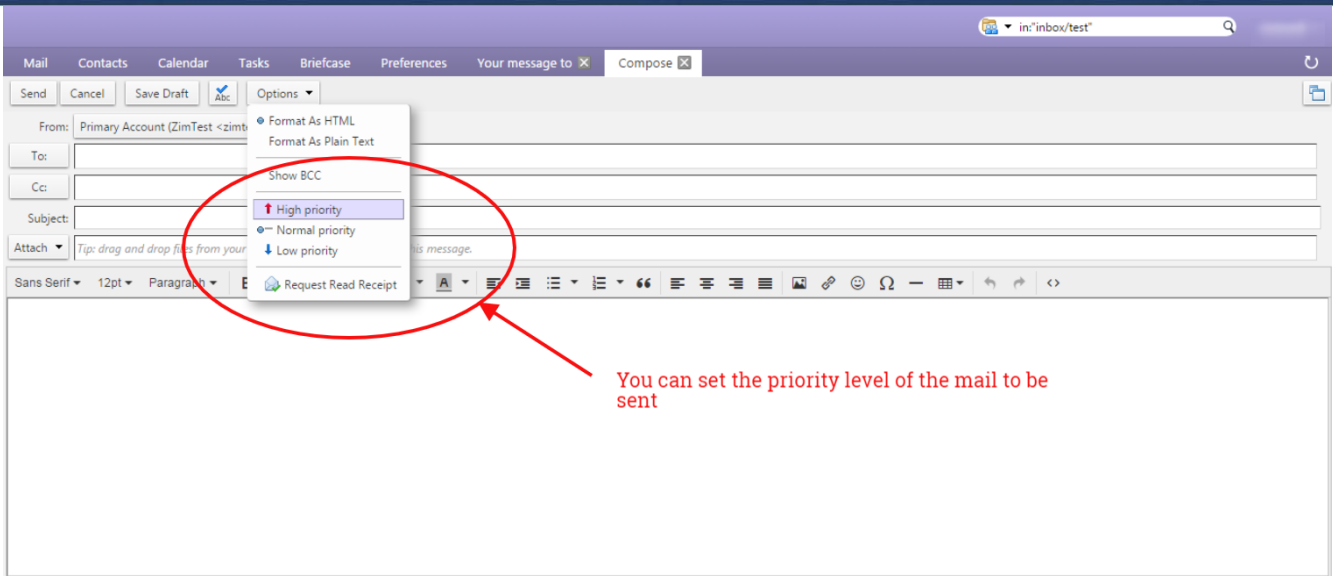 in:"inbox/test"
Mail Contacts Calendar Tasks Briefcase Preferences Your message to Compose
Send Cancel Save Draft Abc Options
Format As HTML
From: Primary Account (ZimTest <zimt
Format As Plain Text
To:
Show BCC
Cc:
High priority
Subject:
Normal priority
Attach Tip: drag and drop files from your his message.
Low priority
Sans Serif 12pt Paragraph Request Read Receipt A
You can set the priority level of the mail to be
sent